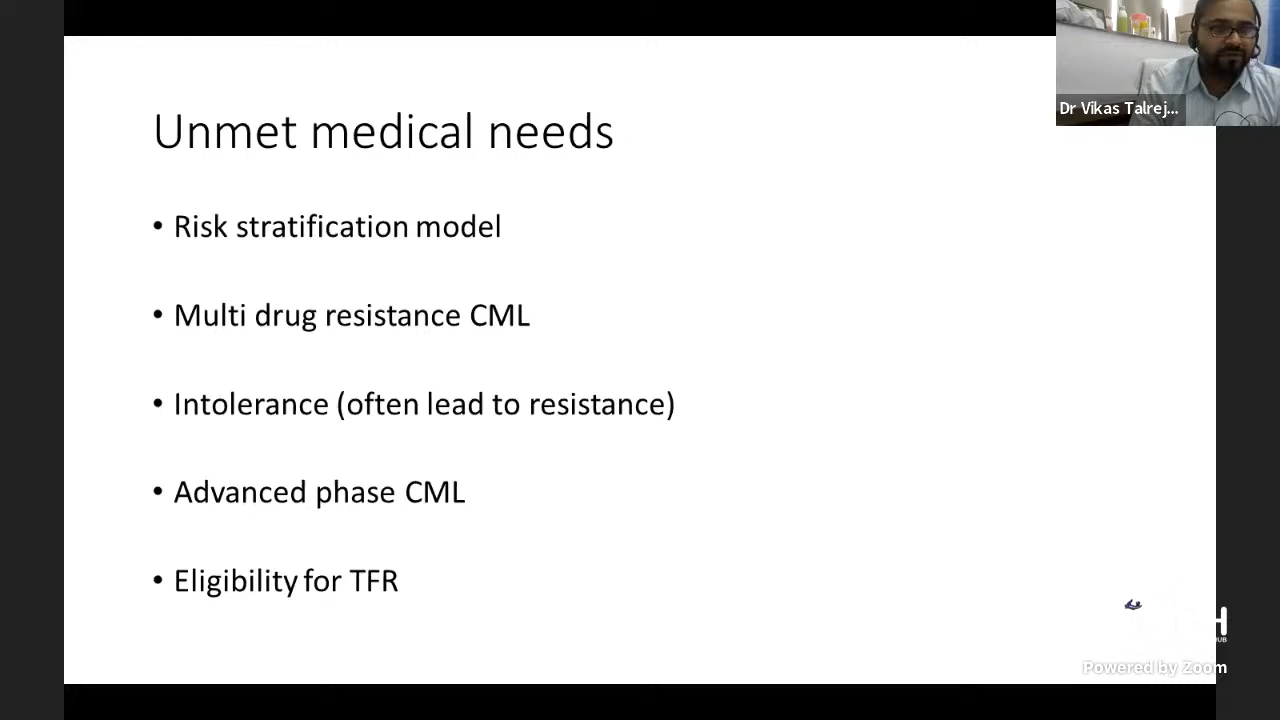 Dr Vikas Talrej...
Unmet medical needs
• Risk stratification model
• Multi drug resistance CML
• Intolerance (often lead to resistance)
• Advanced phase CML
• Eligibility for TFR
H
UB
Powered by Zoom